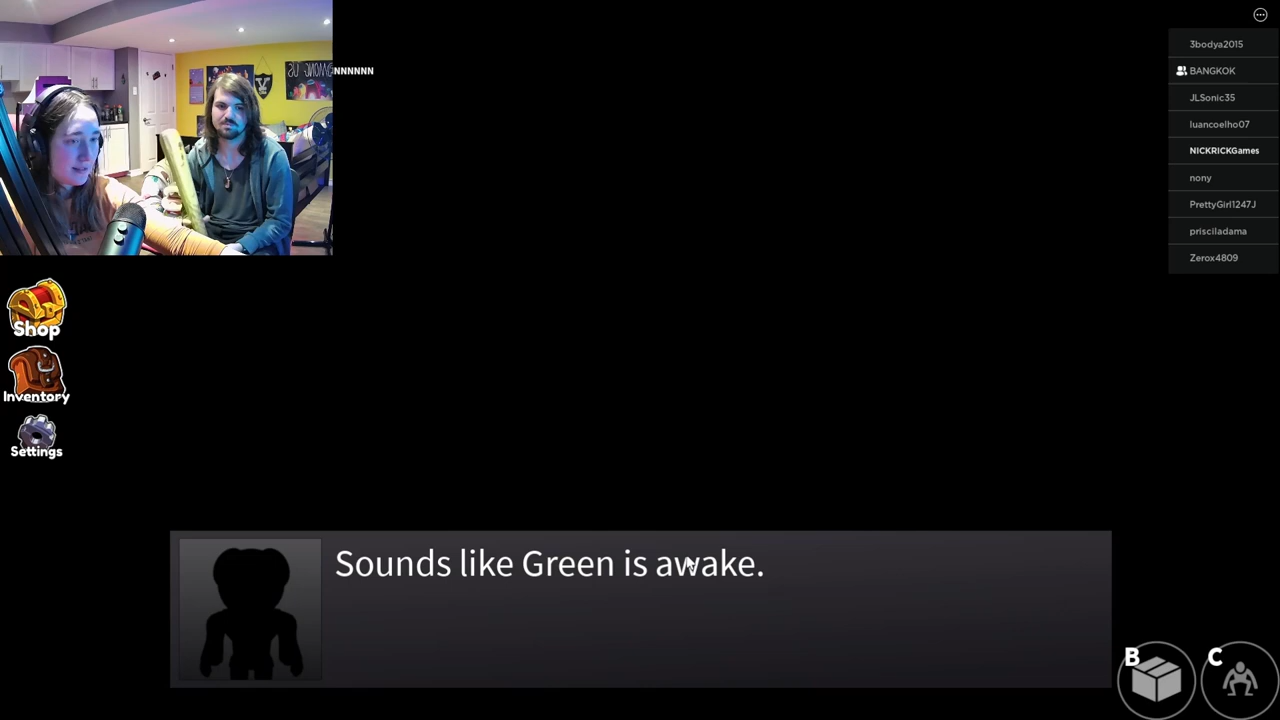 NNNNNN
3bodya2015
BANGKOK
JLSonic35
luancoelho07
NICKRICKGames
nony
PrettyGirl1247J
prisciladama
Zerox4809
Shop
Inventory
Settings
Sounds like Green is awake.
B
C